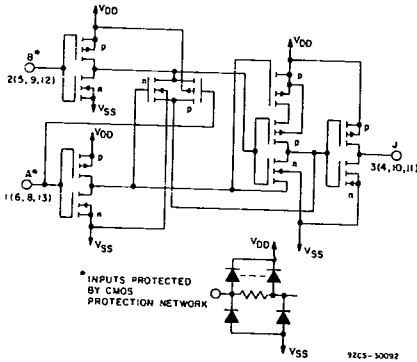 VDD
B*
2(5,9,12)
p
n
VSS
VDD
A*
1(6,8,13)
p
n
VSS
n
p
VDD
p
p
n
VSS
VDD
p
n
VSS
J
3(4,10,11)
* INPUTS PROTECTED
BY CMOS
PROTECTION NETWORK
VDD
VSS
92CS-30092